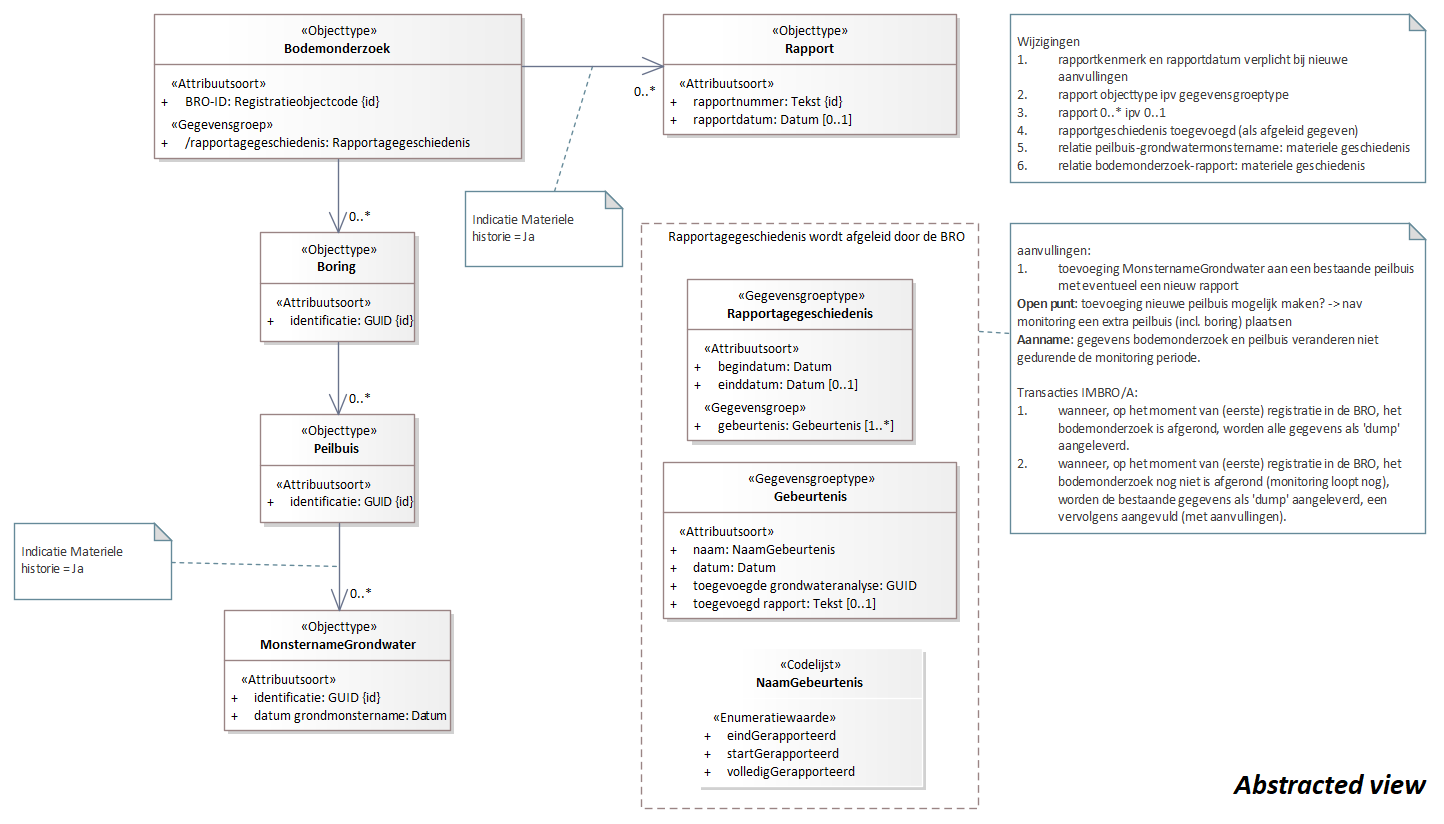 «Objecttype»
Bodemonderzoek
«Attribuutsoort»
+ BRO-ID: Registratieobjectcode {id}
«Gegevensgroep»
+ /rapportagegeschiedenis: Rapportagegeschiedenis
0..*
«Objecttype»
Rapport
«Attribuutsoort»
+ rapportnummer: Tekst {id}
+ rapportdatum: Datum [0..1]
Indicatie Materiele
historie = Ja
0..*
«Objecttype»
Boring
«Attribuutsoort»
+ identificatie: GUID {id}
0..*
«Objecttype»
Peilbuis
«Attribuutsoort»
+ identificatie: GUID {id}
Indicatie Materiele
historie = Ja
0..*
«Objecttype»
MonsternameGrondwater
«Attribuutsoort»
+ identificatie: GUID {id}
+ datum grondmonstername: Datum
Rapportagegeschiedenis wordt afgeleid door de BRO
«Gegevensgroeptype»
Rapportagegeschiedenis
«Attribuutsoort»
+ begindatum: Datum
+ einddatum: Datum [0..1]
«Gegevensgroep»
+ gebeurtenis: Gebeurtenis [1..*]
«Gegevensgroeptype»
Gebeurtenis
«Attribuutsoort»
+ naam: NaamGebeurtenis
+ datum: Datum
+ toegevoegde grondwateranalyse: GUID
+ toegevoegd rapport: Tekst [0..1]
«Codelijst»
NaamGebeurtenis
«Enumeratiewaarde»
+ eindGerapporteerd
+ startGerapporteerd
+ volledigGerapporteerd
Wijzigingen
1. rapportkenmerk en rapportdatum verplicht bij nieuwe
aanvullingen
2. rapport objecttype ipv gegevensgroeptype
3. rapport 0..* ipv 0..1
4. rapportgeschiedenis toegevoegd (als afgeleid gegeven)
5. relatie peilbuis-grondwatermonstername: materiele geschiedenis
6. relatie bodemonderzoek-rapport: materiele geschiedenis
aanvullingen:
1. toevoeging MonsternameGrondwater aan een bestaande peilbuis
met eventueel een nieuw rapport
Open punt: toevoeging nieuwe peilbuis mogelijk maken? -> nav
monitoring een extra peilbuis (incl. boring) plaatsen
Aanname: gegevens bodemonderzoek en peilbuis veranderen niet
gedurende de monitoring periode.
Transacties IMBRO/A:
1. wanneer, op het moment van (eerste) registratie in de BRO, het
bodemonderzoek is afgerond, worden alle gegevens als 'dump'
aangeleverd.
2. wanneer, op het moment van (eerste) registratie in de BRO, het
bodemonderzoek nog niet is afgerond (monitoring loopt nog),
worden de bestaande gegevens als 'dump' aangeleverd, een
vervolgens aangevuld (met aanvullingen).
Abstracted view